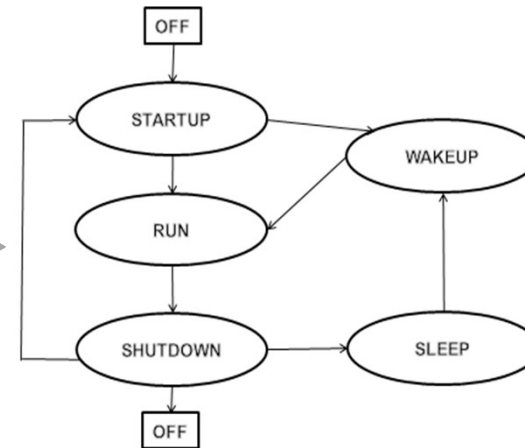 OFF
STARTUP
WAKEUP
RUN
SHUTDOWN
SLEEP
OFF